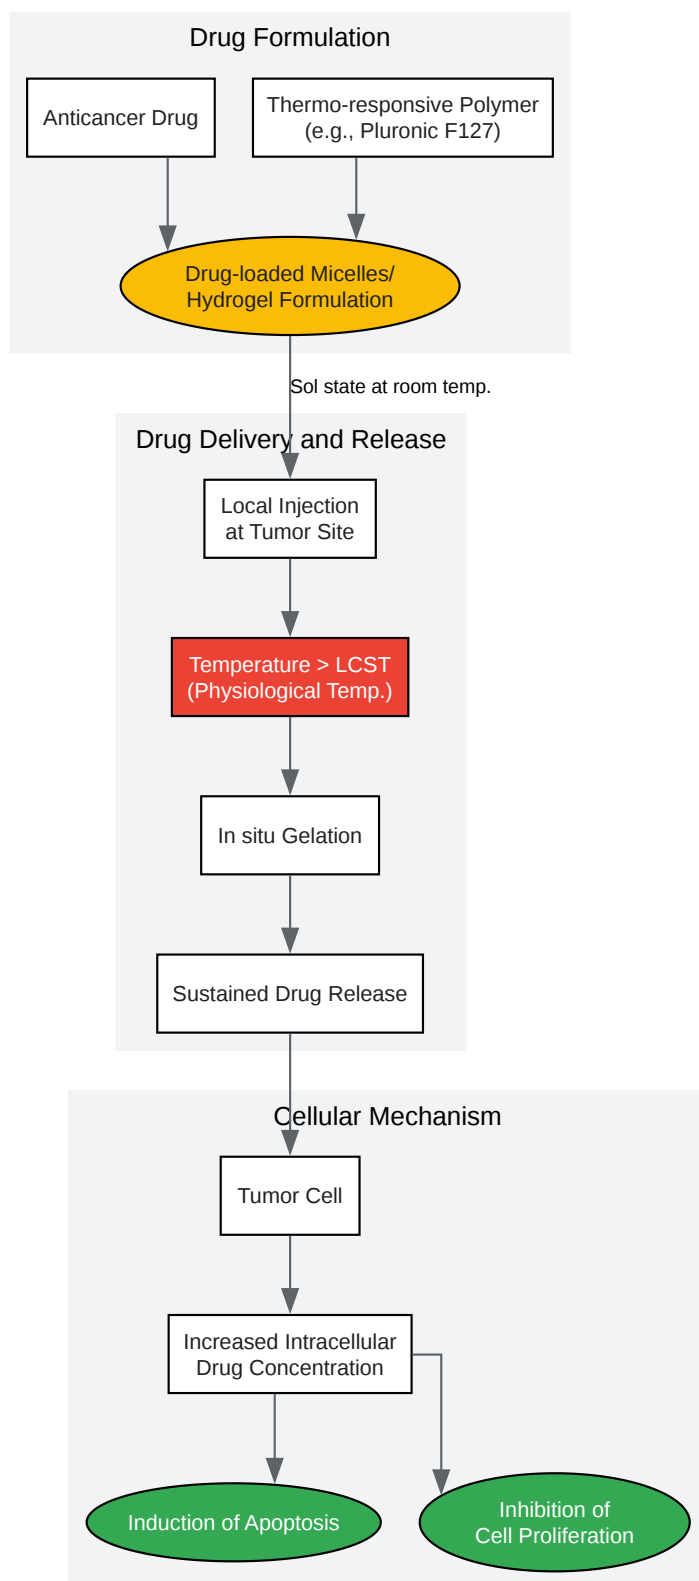 Drug Formulation
Anticancer Drug
Thermo-responsive Polymer
(e.g., Pluronic F127)
Drug-loaded Micelles/
Hydrogel Formulation
Sol state at room temp.
Drug Delivery and Release
Local Injection
at Tumor Site
Temperature > LCST
(Physiological Temp.)
In situ Gelation
Sustained Drug Release
Cellular Mechanism
Tumor Cell
Increased Intracellular
Drug Concentration
Induction of Apoptosis
Inhibition of
Cell Proliferation